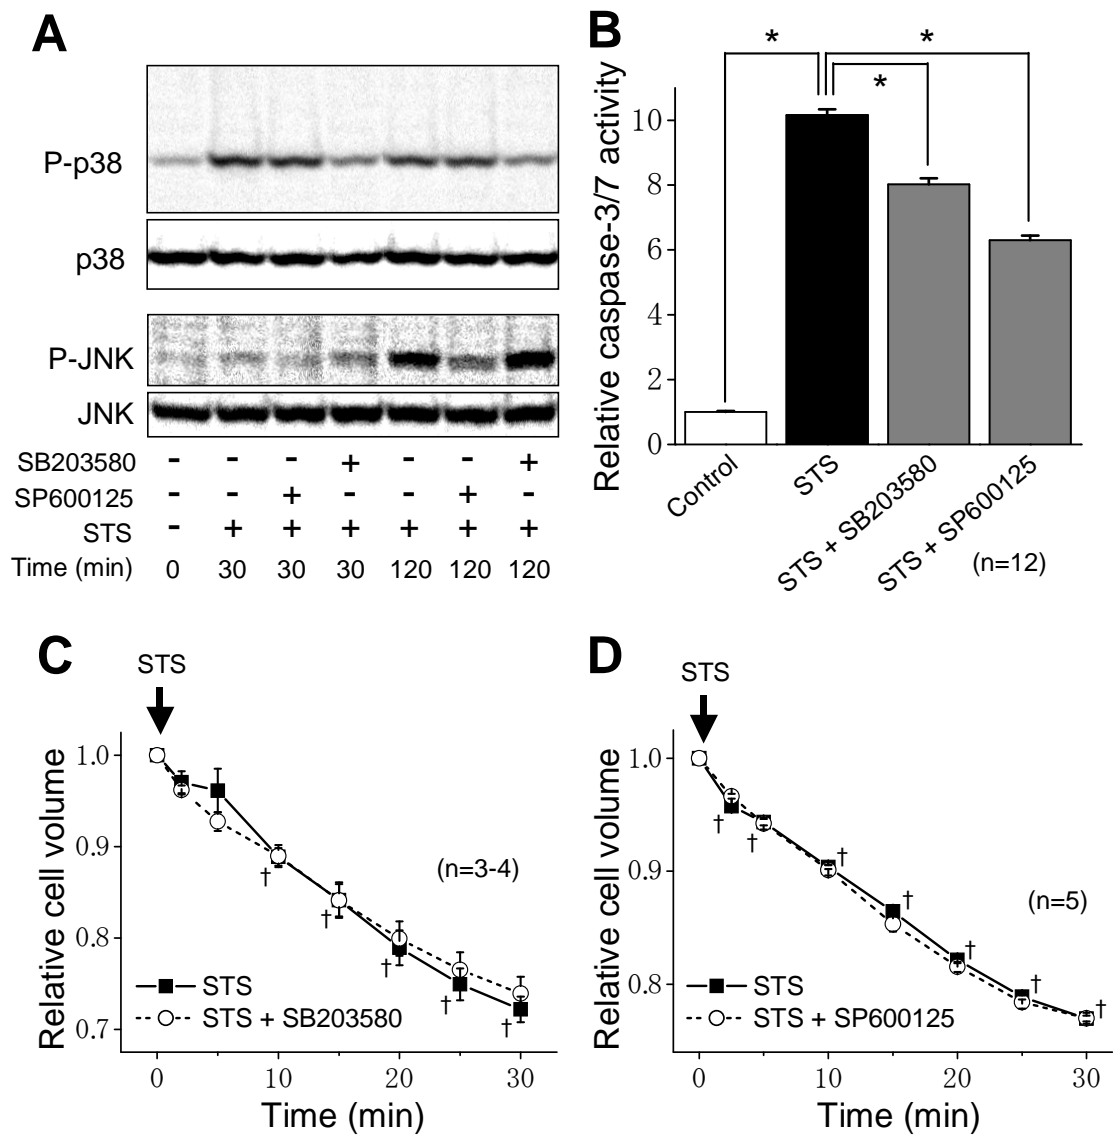 A
P-p38
p38
P-JNK
JNK
SB203580 - - - + - - +
SP600125 - - + - - + -
STS - + + + + + +
Time (min) 0 30 30 30 120 120 120
B
Relative caspase-3/7 activity
10
8
6
4
2
0
* * *
Control
STS
STS + SB203580
STS + SP600125
(n=12)
C
STS
Relative cell volume
1.0
0.9
0.8
0.7
† † † † †
(n=3-4)
STS
STS + SB203580
0 10 20 30
Time (min)
D
STS
Relative cell volume
1.0
0.9
0.8
† † † † † † †
(n=5)
STS
STS + SP600125
0 10 20 30
Time (min)